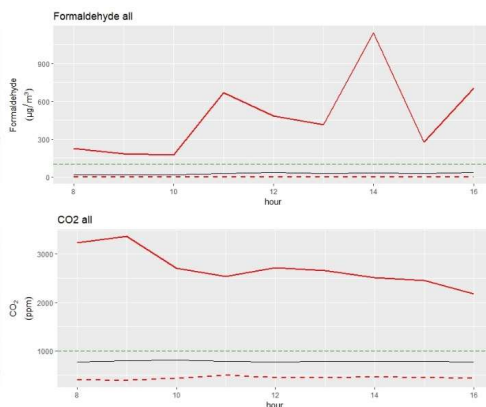 Formaldehyde all
Formaldehyde
(μg/m³)
900
600
300
0
8 10 12 14 16
hour
CO2 all
CO₂
(ppm)
3000
2000
1000
8 10 12 14 16
hour